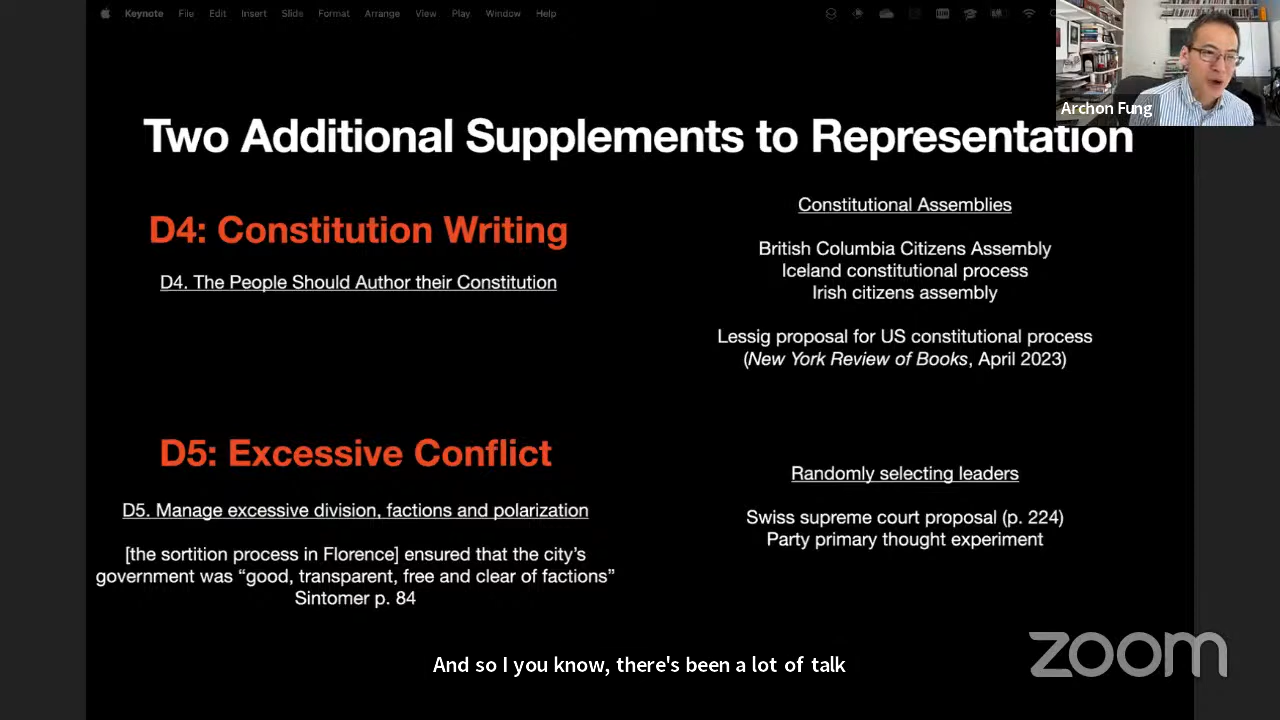 Keynote File Edit Insert Slide Format Arrange View Play Window Help
Archon Fung
Two Additional Supplements to Representation
D4: Constitution Writing
D4. The People Should Author their Constitution
Constitutional Assemblies
British Columbia Citizens Assembly
Iceland constitutional process
Irish citizens assembly
Lessig proposal for US constitutional process
(New York Review of Books, April 2023)
D5: Excessive Conflict
D5. Manage excessive division, factions and polarization
[the sortition process in Florence] ensured that the city’s
government was “good, transparent, free and clear of factions”
Sintomer p. 84
Randomly selecting leaders
Swiss supreme court proposal (p. 224)
Party primary thought experiment
And so I you know, there's been a lot of talk
zoom